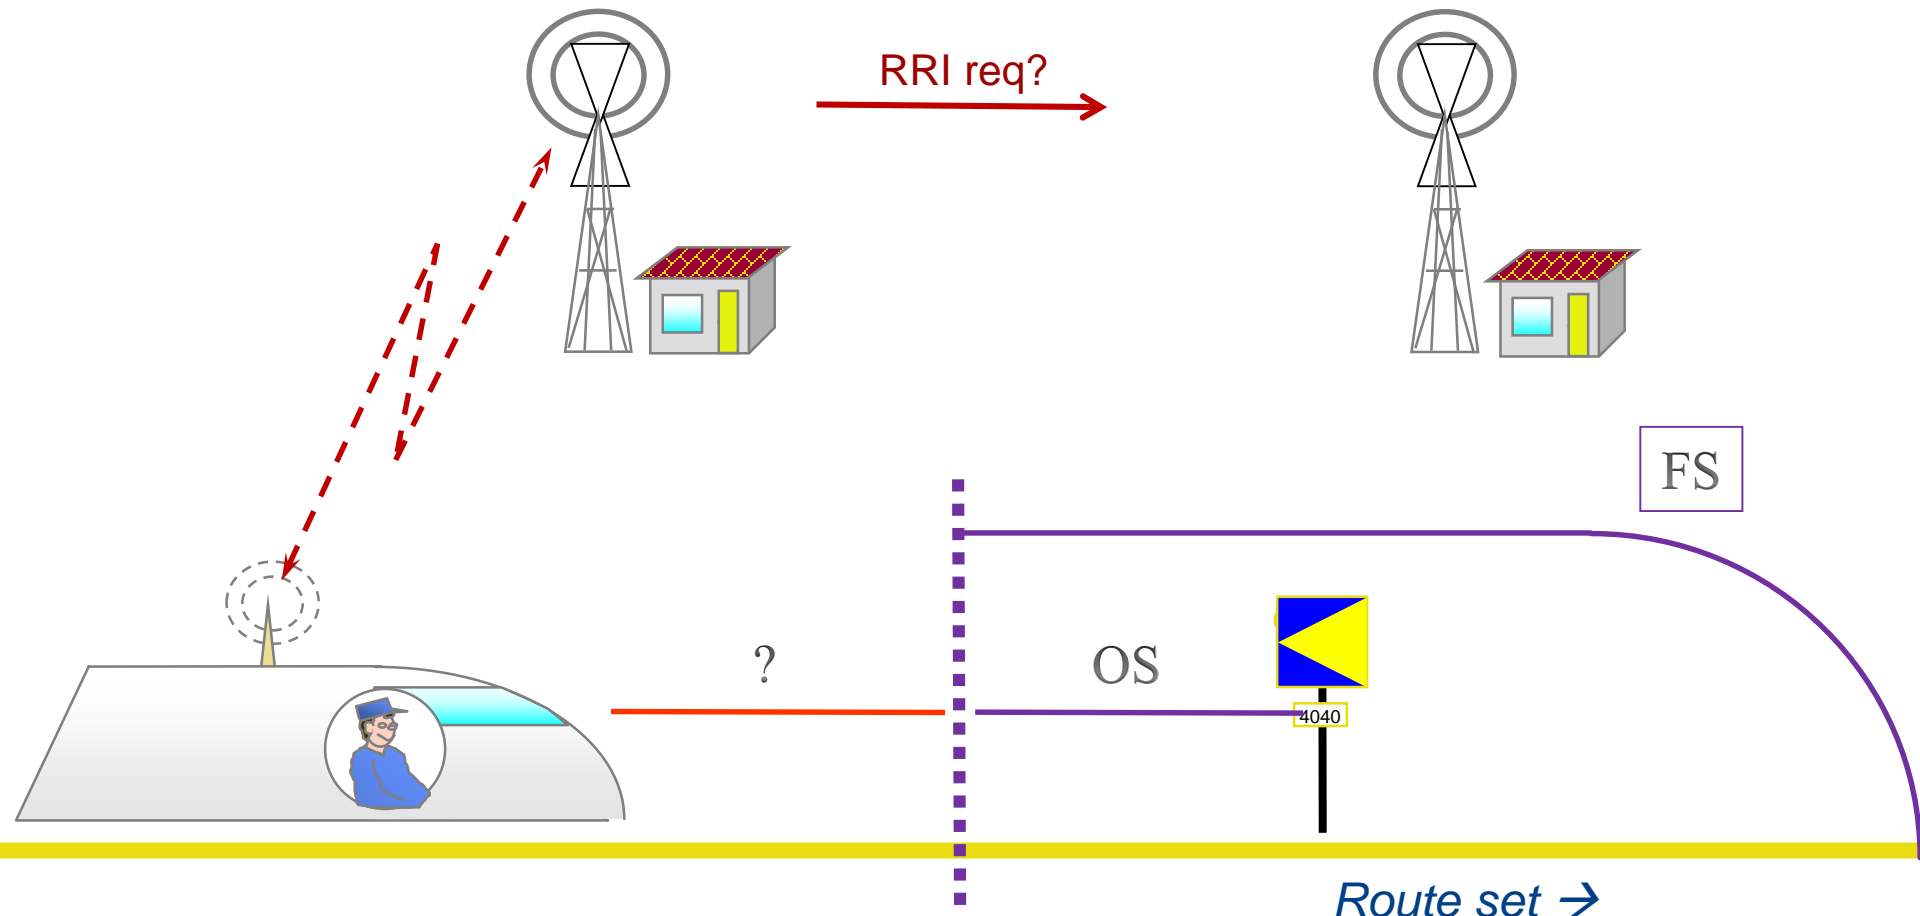 RRI req?
FS
?
OS
4040
Route set →